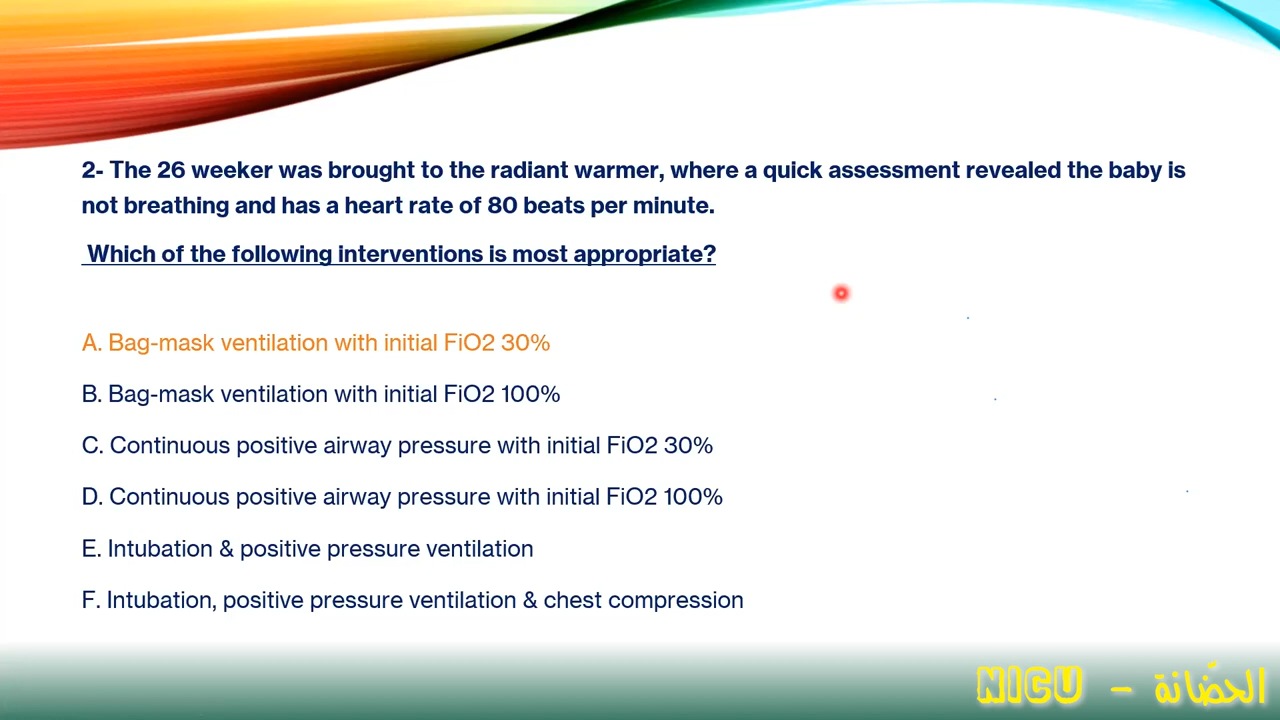 2- The 26 weeker was brought to the radiant warmer, where a quick assessment revealed the baby is
not breathing and has a heart rate of 80 beats per minute.
Which of the following interventions is most appropriate?
A. Bag-mask ventilation with initial FiO2 30%
B. Bag-mask ventilation with initial FiO2 100%
C. Continuous positive airway pressure with initial FiO2 30%
D. Continuous positive airway pressure with initial FiO2 100%
E. Intubation & positive pressure ventilation
F. Intubation, positive pressure ventilation & chest compression
NICU - الحضّانة